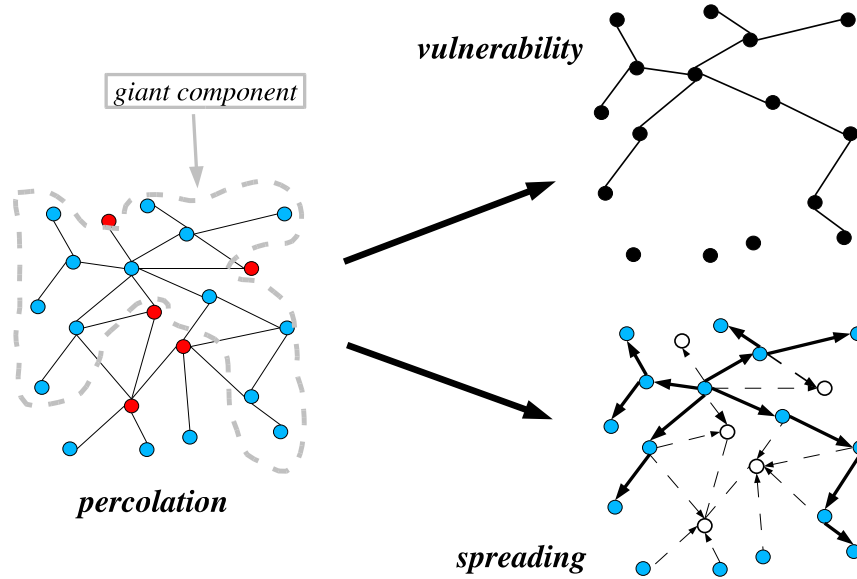 vulnerability
giant component
percolation
spreading